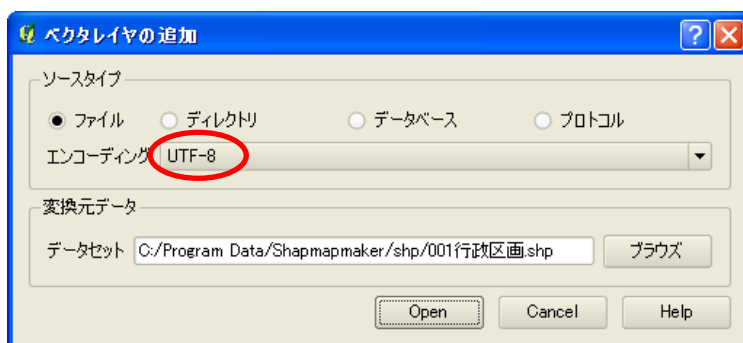 ベクタレイヤの追加
ソースタイプ
ファイル ディレクトリ データベース プロトコル
エンコーディング UTF-8
変換元データ
データセット C:/Program Data/Shapmapmaker/shp/001行政区画.shp ブラウズ
Open Cancel Help